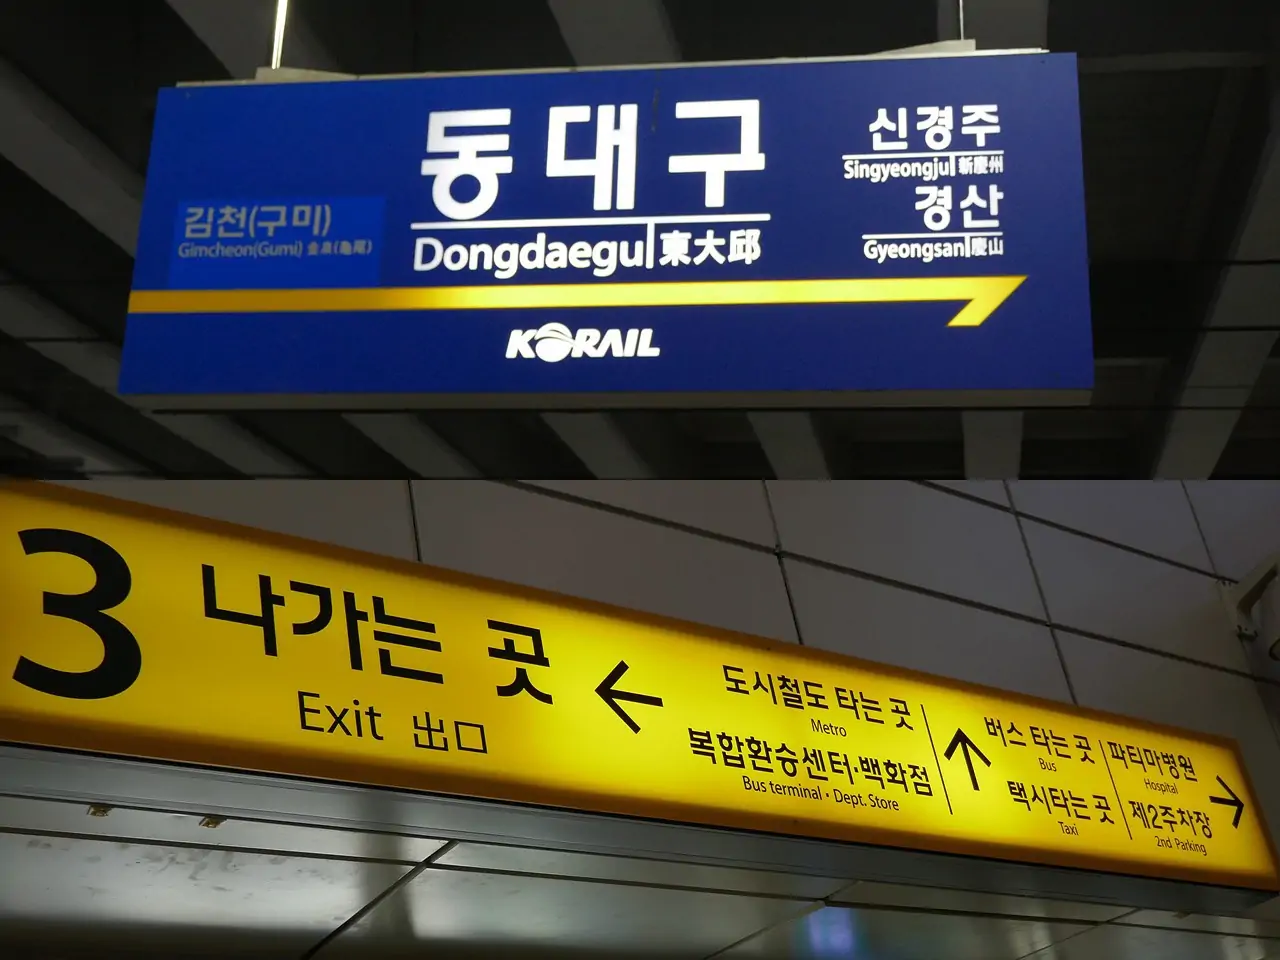 김천(구미)
Gimcheon(Gumi) 金泉(龜尾)
동대구
Dongdaegu 東大邱
신경주
Singyeongju 新慶州
경산
Gyeongsan 慶山
KORAIL
3 나가는 곳
Exit 出口
도시철도 타는 곳
Metro
복합환승센터·백화점
Bus terminal · Dept. Store
버스 타는 곳
Bus
택시타는 곳
Taxi
파티마병원
Hospital
제2주차장
2nd Parking